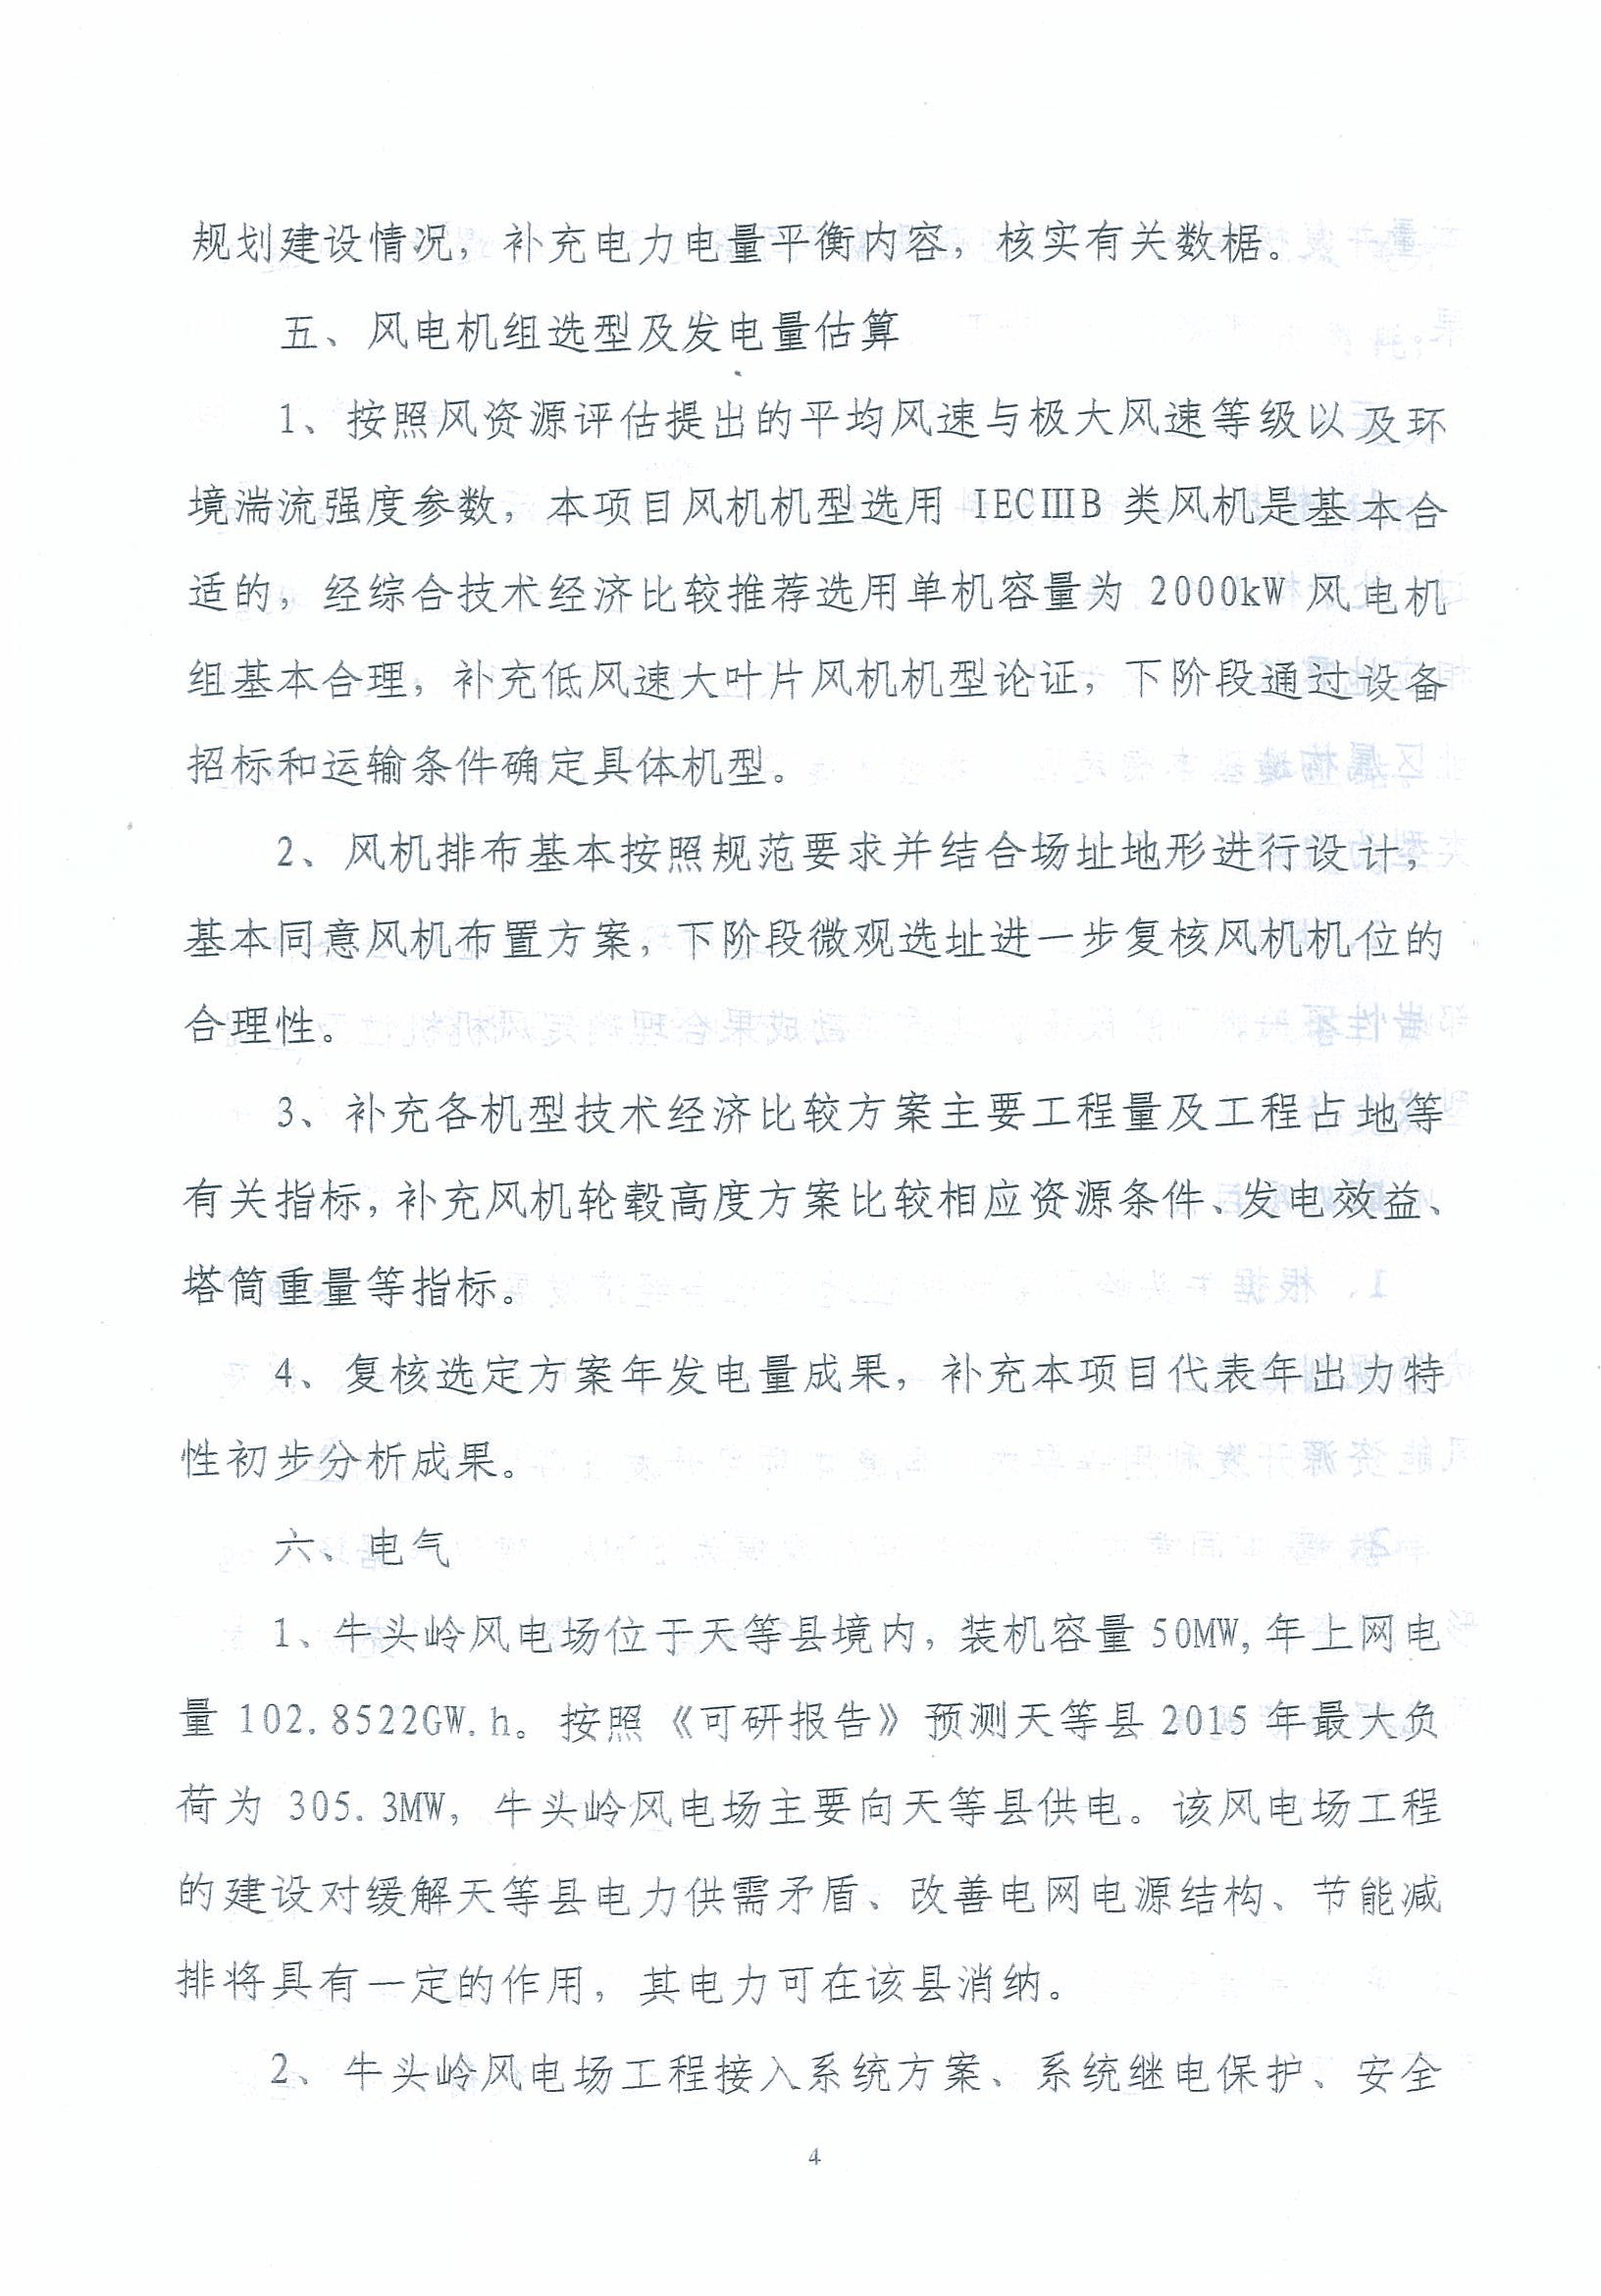 规划建设情况，补充电力电量平衡内容，核实有关数据。
五、风电机组选型及发电量估算
1、按照风资源评估提出的平均风速与极大风速等级以及环
境湍流强度参数，本项目风机机型选用 IECⅢB 类风机是基本合
适的，经综合技术经济比较推荐选用单机容量为 2000kW 风电机
组基本合理，补充低风速大叶片风机机型论证，下阶段通过设备
招标和运输条件确定具体机型。
2、风机排布基本按照规范要求并结合场址地形进行设计，
基本同意风机布置方案，下阶段微观选址进一步复核风机机位的
合理性。
3、补充各机型技术经济比较方案主要工程量及工程占地等
有关指标，补充风机轮毂高度方案比较相应资源条件、发电效益、
塔筒重量等指标。
4、复核选定方案年发电量成果，补充本项目代表年出力特
性初步分析成果。
六、电气
1、牛头岭风电场位于天等县境内，装机容量 50MW，年上网电
量 102.8522GW.h。按照《可研报告》预测天等县 2015 年最大负
荷为 305.3MW，牛头岭风电场主要向天等县供电。该风电场工程
的建设对缓解天等县电力供需矛盾、改善电网电源结构、节能减
排将具有一定的作用，其电力可在该县消纳。
2、牛头岭风电场工程接入系统方案、系统继电保护、安全
4